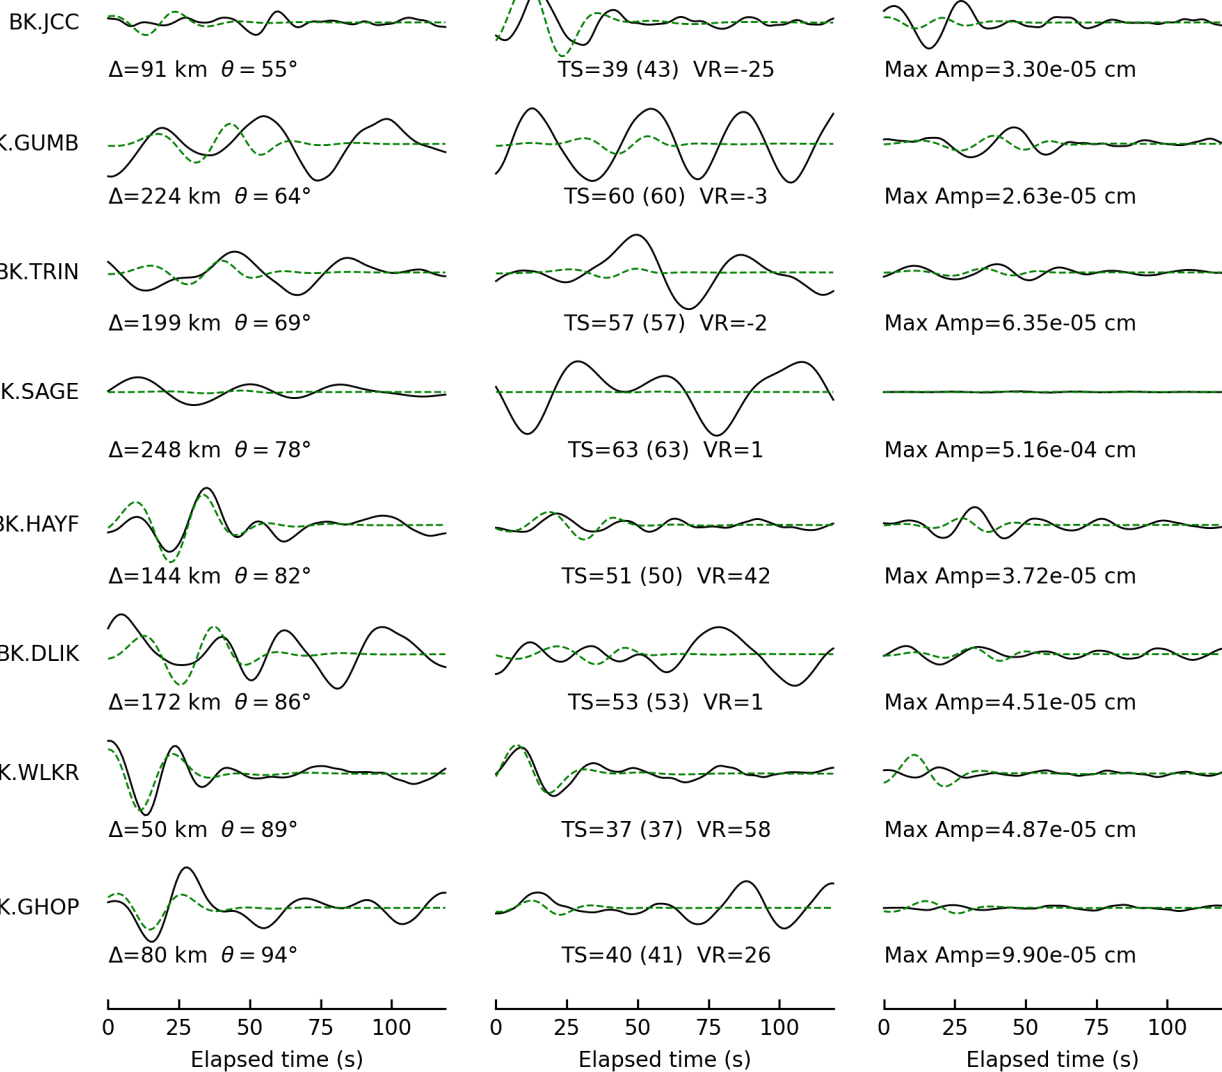 BK.JCC
Δ=91 km θ = 55° TS=39 (43) VR=-25 Max Amp=3.30e-05 cm
K.GUMB
Δ=224 km θ = 64° TS=60 (60) VR=-3 Max Amp=2.63e-05 cm
BK.TRIN
Δ=199 km θ = 69° TS=57 (57) VR=-2 Max Amp=6.35e-05 cm
K.SAGE
Δ=248 km θ = 78° TS=63 (63) VR=1 Max Amp=5.16e-04 cm
BK.HAYF
Δ=144 km θ = 82° TS=51 (50) VR=42 Max Amp=3.72e-05 cm
BK.DLIK
Δ=172 km θ = 86° TS=53 (53) VR=1 Max Amp=4.51e-05 cm
K.WLKR
Δ=50 km θ = 89° TS=37 (37) VR=58 Max Amp=4.87e-05 cm
K.GHOP
Δ=80 km θ = 94° TS=40 (41) VR=26 Max Amp=9.90e-05 cm
0 25 50 75 100 0 25 50 75 100 0 25 50 75 100
Elapsed time (s) Elapsed time (s) Elapsed time (s)